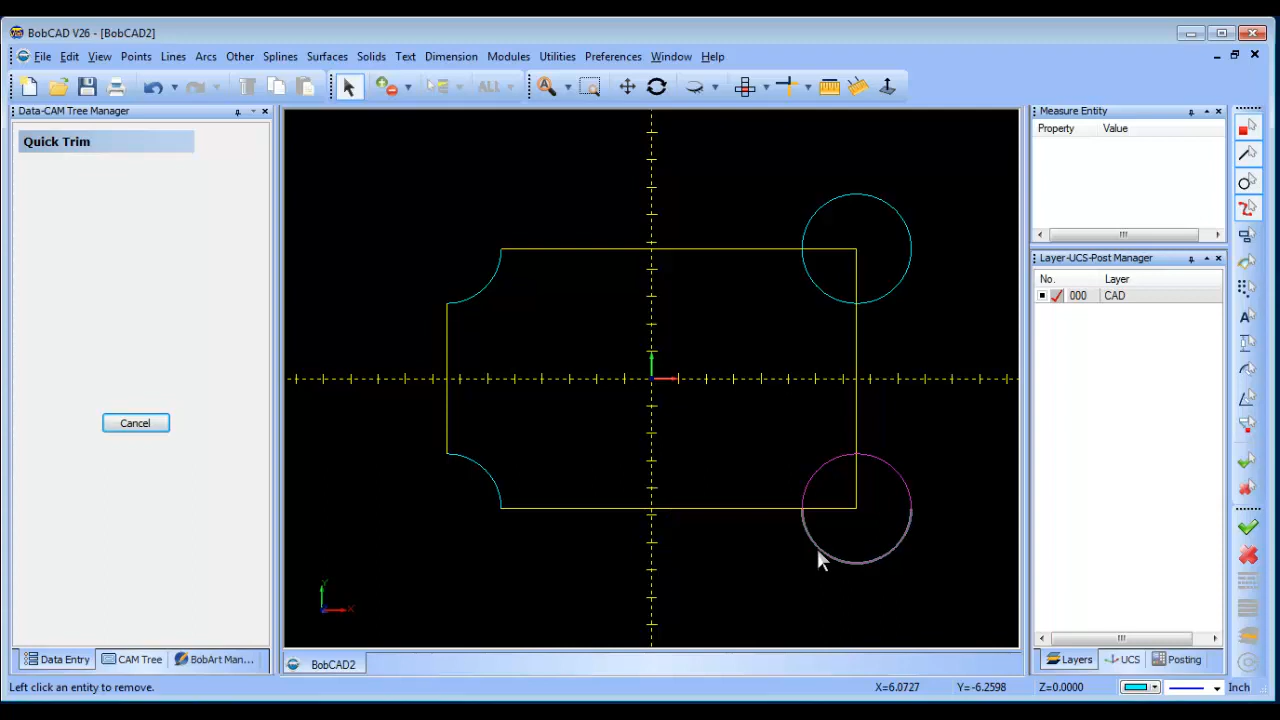 BobCAD V26 - [BobCAD2]
File Edit View Points Lines Arcs Other Splines Surfaces Solids Text Dimension Modules Utilities Preferences Window Help
ALL
Data-CAM Tree Manager
Quick Trim
Cancel
Data Entry CAM Tree BobArt Man...
Y
X
BobCAD2
Measure Entity
Property Value
Layer-UCS-Post Manager
No. Layer
000 CAD
Layers UCS Posting
Left click an entity to remove. X=6.0727 Y=-6.2598 Z=0.0000 Inch